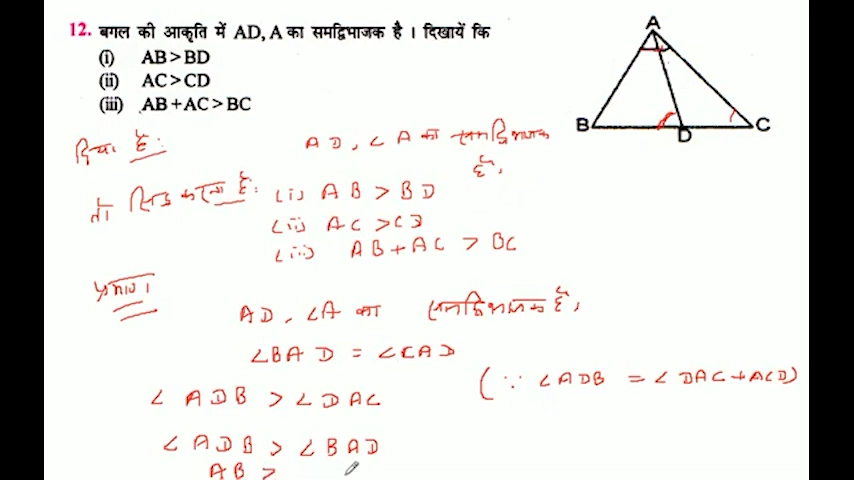 12. बगल की आकृति में AD, A का समद्विभाजक है । दिखायें कि
(i) AB > BD
(ii) AC > CD
(iii) AB + AC > BC
A
B
D
C
दिया है:
AD, ∠A का समद्विभाजक है,
तो सिद्ध करना है:
(i) AB > BD
(ii) AC > CD
(iii) AB + AC > BC
प्रमाण।
AD, ∠A का समद्विभाजक है,
∠BAD = ∠CAD
∠ADB > ∠DAC
(∵ ∠ADB = ∠DAC + ACD)
∠ADB > ∠BAD
AB >